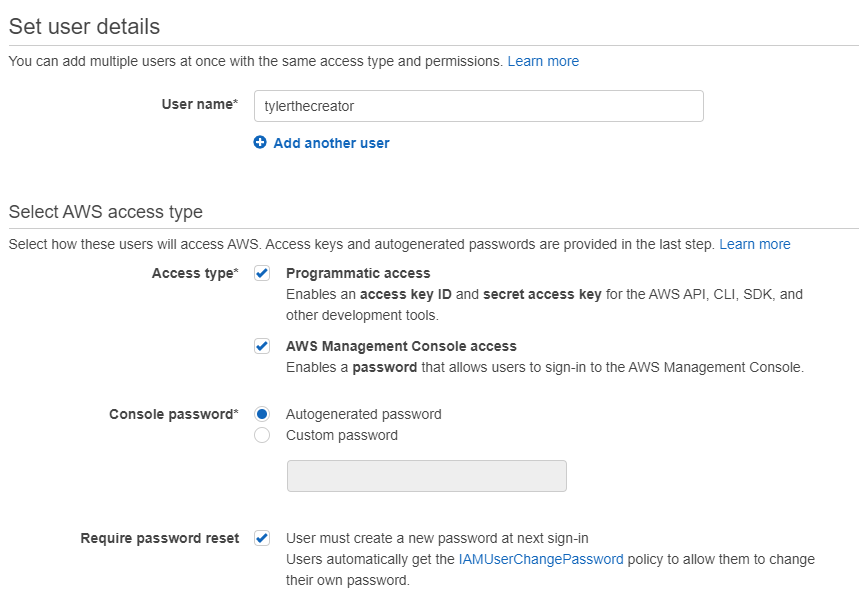 Set user details
You can add multiple users at once with the same access type and permissions. Learn more
User name* tylerthecreator
Add another user
Select AWS access type
Select how these users will access AWS. Access keys and autogenerated passwords are provided in the last step. Learn more
Access type* Programmatic access
Enables an access key ID and secret access key for the AWS API, CLI, SDK, and
other development tools.
AWS Management Console access
Enables a password that allows users to sign-in to the AWS Management Console.
Console password* Autogenerated password
Custom password
Require password reset User must create a new password at next sign-in
Users automatically get the IAMUserChangePassword policy to allow them to change
their own password.